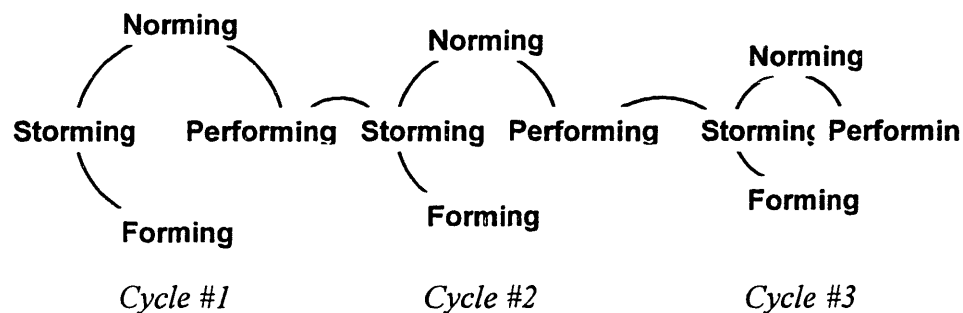 Norming Norming Norming
Storming Performing Storming Performing Storming Performin
Forming Forming Forming
Cycle #1 Cycle #2 Cycle #3